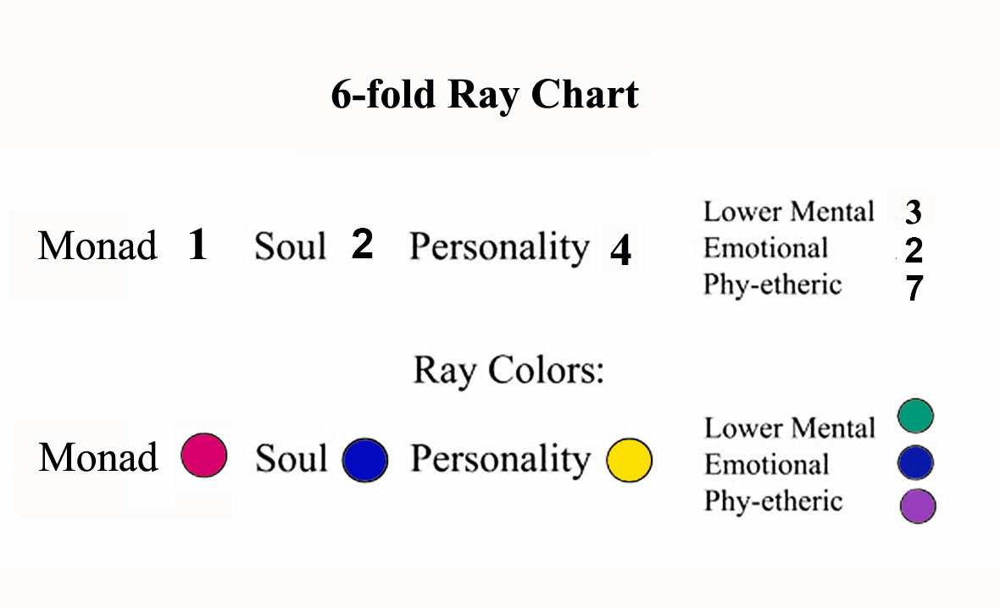 6-fold Ray Chart
Monad 1 Soul 2 Personality 4
Lower Mental 3
Emotional 2
Phy-etheric 7
Ray Colors:
Monad Soul Personality
Lower Mental
Emotional
Phy-etheric